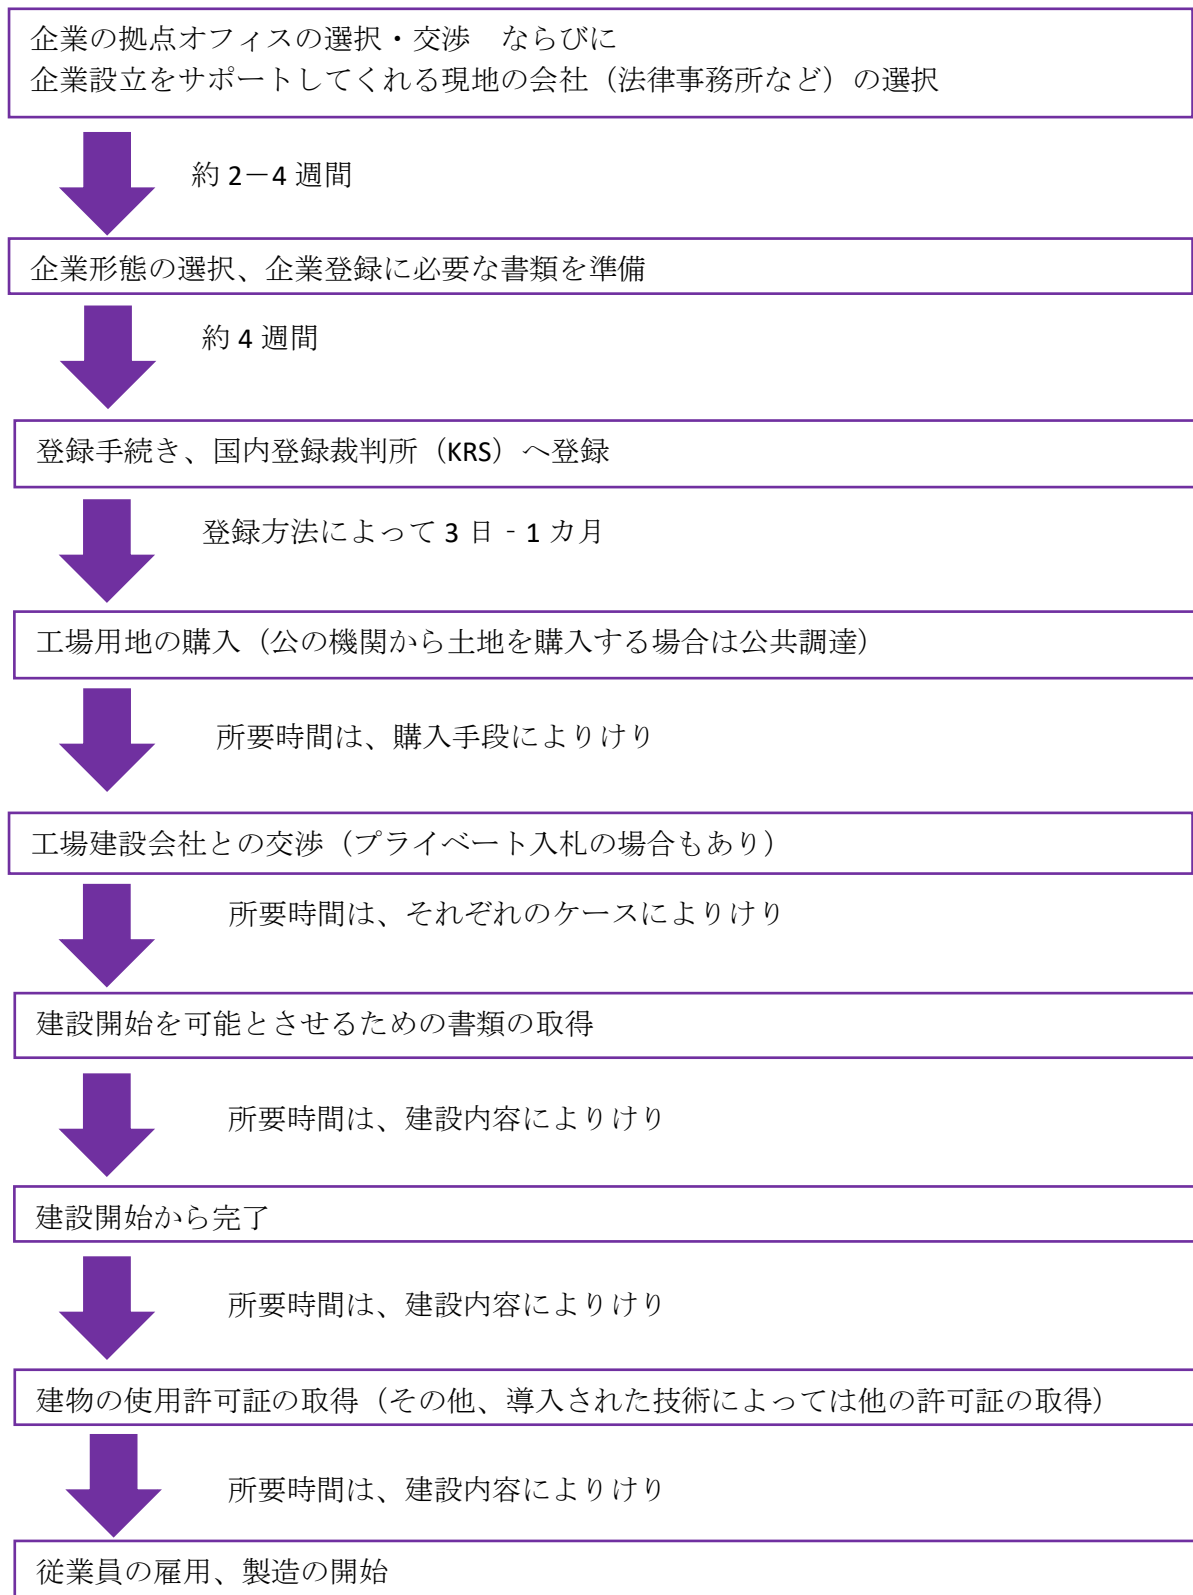 企業の拠点オフィスの選択・交渉　ならびに
企業設立をサポートしてくれる現地の会社（法律事務所など）の選択
約 2－4 週間
企業形態の選択、企業登録に必要な書類を準備
約 4 週間
登録手続き、国内登録裁判所（KRS）へ登録
登録方法によって 3 日‐1 カ月
工場用地の購入（公の機関から土地を購入する場合は公共調達）
所要時間は、購入手段によりけり
工場建設会社との交渉（プライベート入札の場合もあり）
所要時間は、それぞれのケースによりけり
建設開始を可能とさせるための書類の取得
所要時間は、建設内容によりけり
建設開始から完了
所要時間は、建設内容によりけり
建物の使用許可証の取得（その他、導入された技術によっては他の許可証の取得）
所要時間は、建設内容によりけり
従業員の雇用、製造の開始